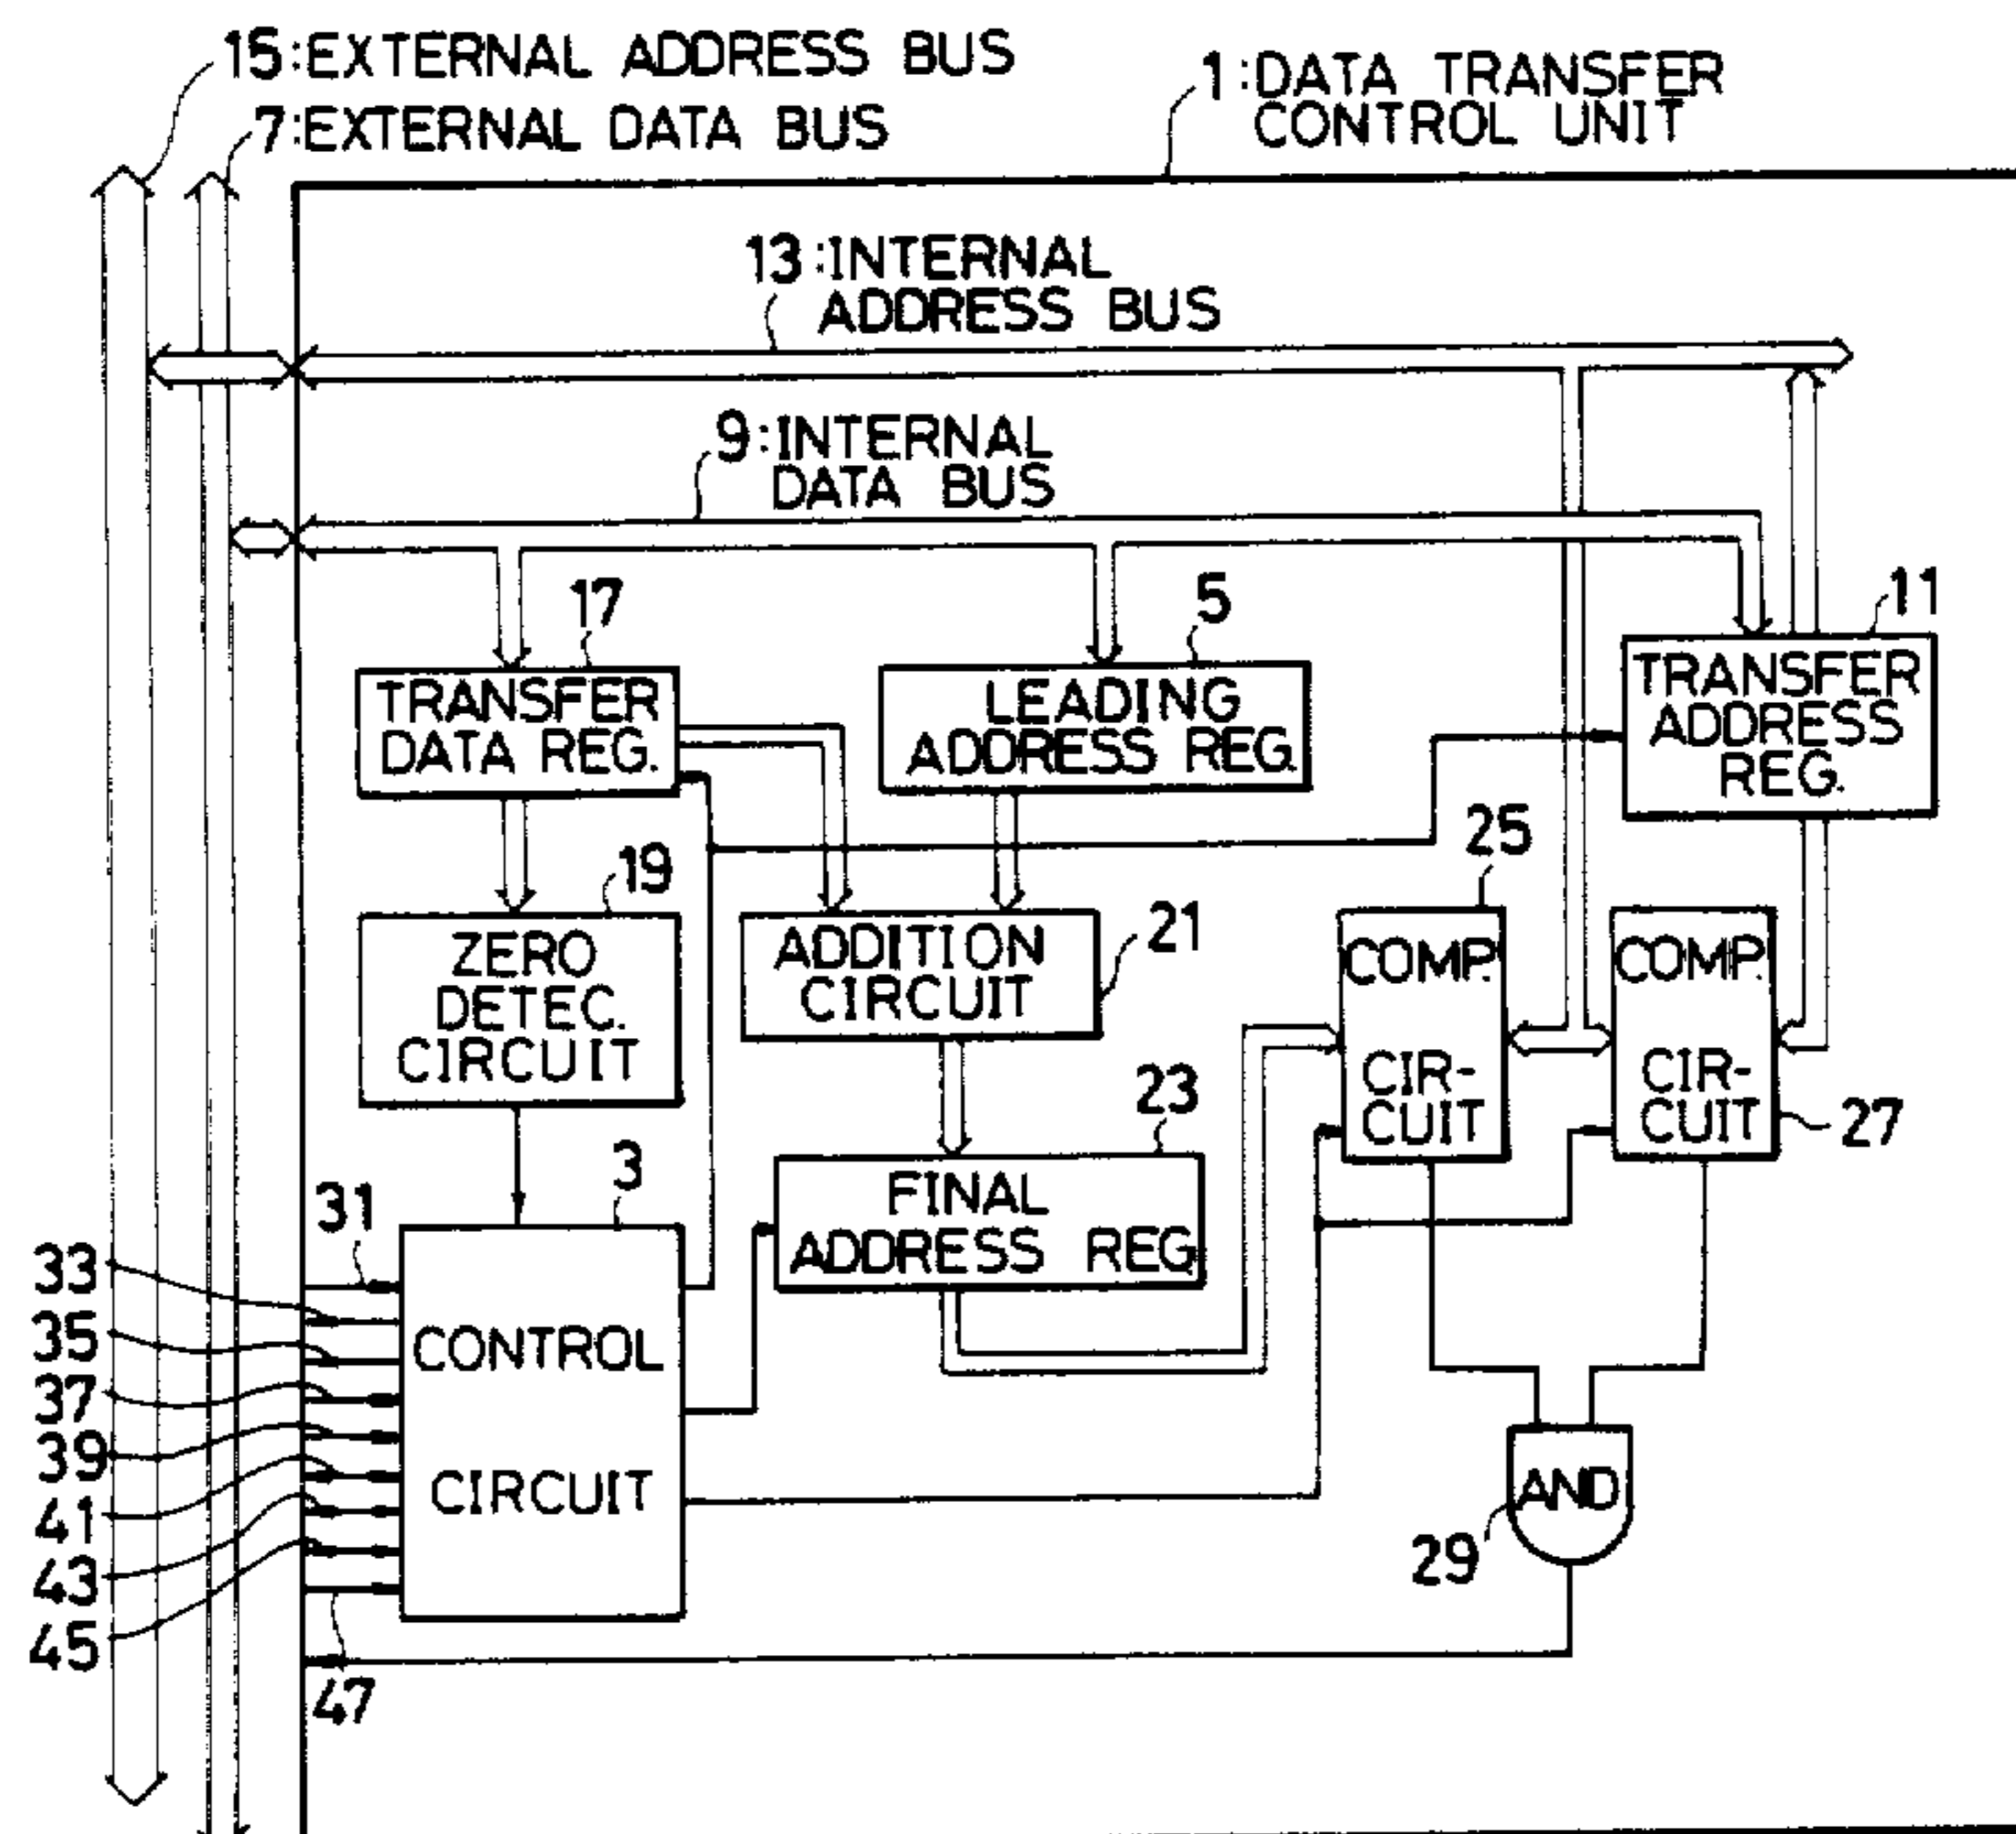 15:EXTERNAL ADDRESS BUS
7:EXTERNAL DATA BUS
1:DATA TRANSFER
CONTROL UNIT
13:INTERNAL
ADDRESS BUS
9:INTERNAL
DATA BUS
17
5
11
TRANSFER
DATA REG.
LEADING
ADDRESS REG.
TRANSFER
ADDRESS
REG.
25
19
21
ZERO
DETEC.
CIRCUIT
ADDITION
CIRCUIT
COMP.
CIR-
CUIT
COMP.
CIR-
CUIT
27
23
3
FINAL
ADDRESS REG
31
33
35
37
39
41
43
45
47
CONTROL
CIRCUIT
AND
29